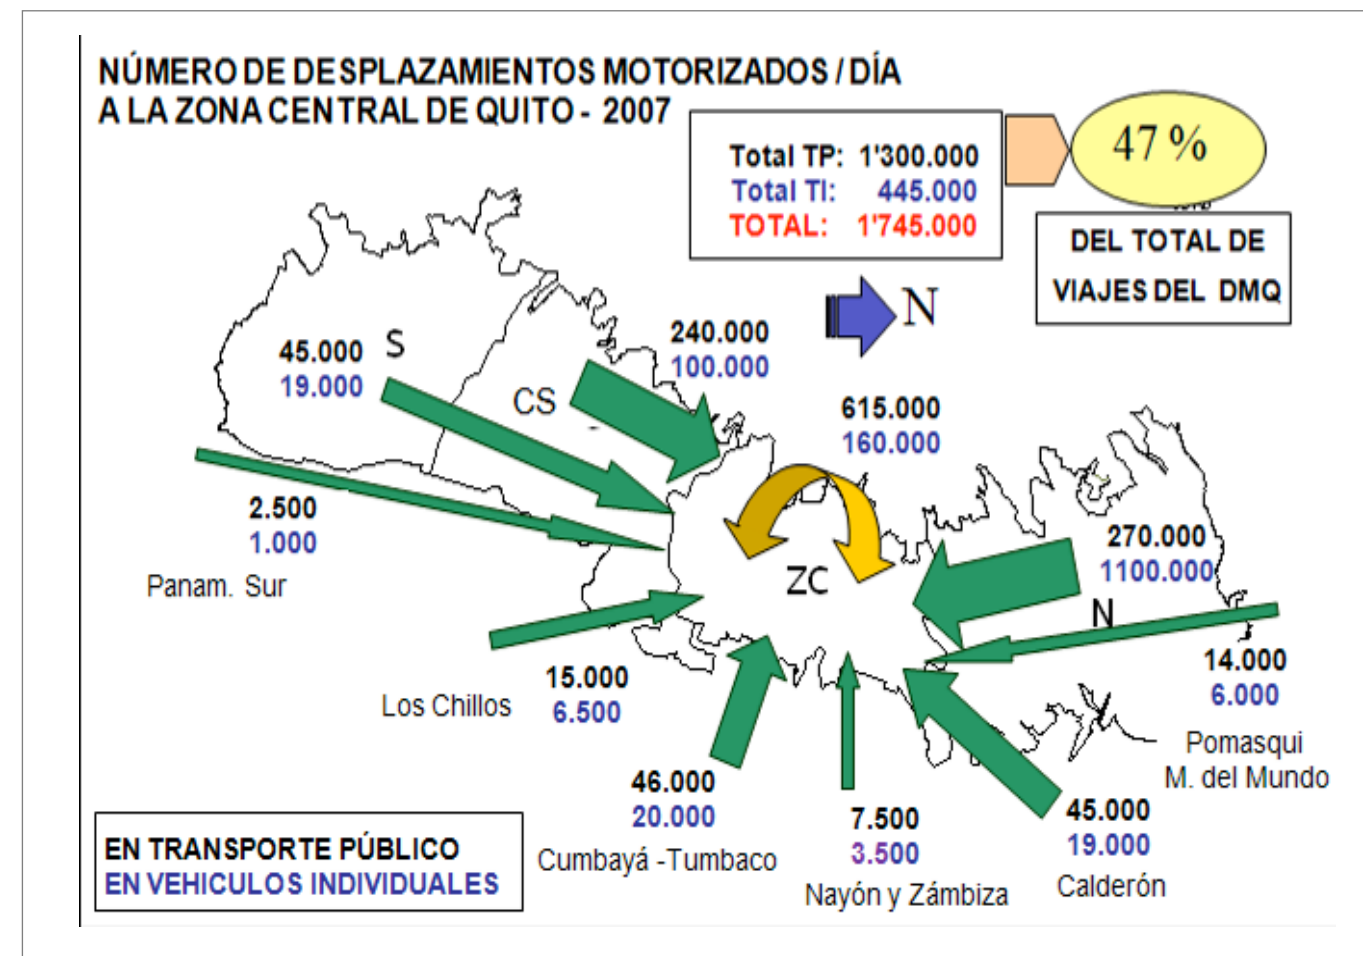 NÚMERO DE DESPLAZAMIENTOS MOTORIZADOS / DÍA
A LA ZONA CENTRAL DE QUITO - 2007
Total TP: 1'300.000
Total TI: 445.000
TOTAL: 1'745.000
47 %
DEL TOTAL DE
VIAJES DEL DMQ
N
45.000
19.000
S
CS
240.000
100.000
615.000
160.000
2.500
1.000
Panam. Sur
ZC
270.000
1100.000
N
15.000
6.500
Los Chillos
14.000
6.000
Pomasqui
M. del Mundo
46.000
20.000
Cumbayá -Tumbaco
7.500
3.500
Nayón y Zámbiza
45.000
19.000
Calderón
EN TRANSPORTE PÚBLICO
EN VEHICULOS INDIVIDUALES